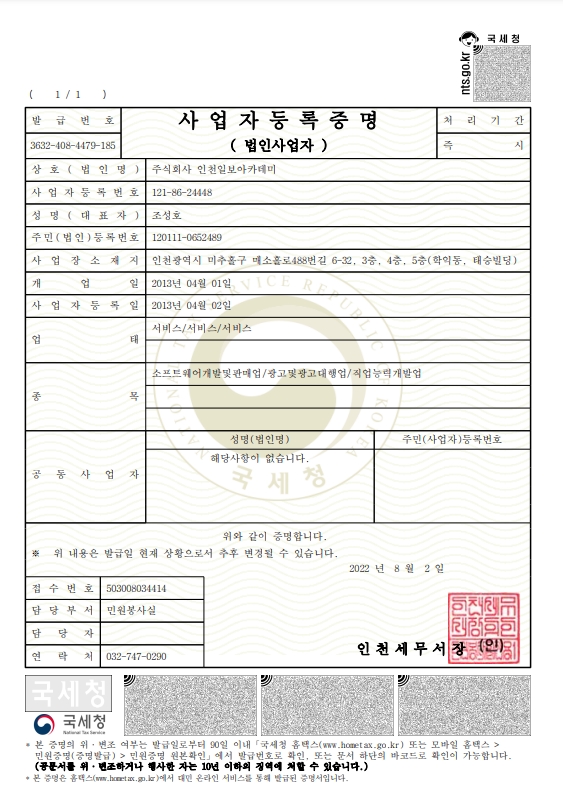 국세청
nts.go.kr
( 1 / 1 )
발 급 번 호
사 업 자 등 록 증 명
처 리 기 간
3632-408-4479-185
( 법인사업자 )
즉 시
상 호 ( 법 인 명 ) 주식회사 인천일보아카데미
사 업 자 등 록 번 호 121-86-24448
성 명 ( 대 표 자 ) 조성호
주민(법인)등록번호 120111-0652489
사 업 장 소 재 지 인천광역시 미추홀구 매소홀로488번길 6-32, 3층, 4층, 5층(학익동, 태승빌딩)
개 업 일 2013년 04월 01일
사 업 자 등 록 일 2013년 04월 02일
업 태 서비스/서비스/서비스
종 목 소프트웨어개발및판매업/광고및광고대행업/직업능력개발업
NATIONAL TAX SERVICE REPUBLIC OF KOREA
국세청
공 동 사 업 자
성명(법인명) 주민(사업자)등록번호
해당사항이 없습니다.
위와 같이 증명합니다.
※ 위 내용은 발급일 현재 상황으로서 추후 변경될 수 있습니다.
2022 년 8 월 2 일
접 수 번 호 503008034414
담 당 부 서 민원봉사실
담 당 자
연 락 처 032-747-0290
인천세무서장 (인)
국세청
국세청
National Tax Service
* 본 증명의 위ㆍ변조 여부는 발급일로부터 90일 이내「국세청 홈택스(www.hometax.go.kr) 또는 모바일 홈택스 >
민원증명(증명발급) > 민원증명 원본확인」에서 발급번호로 확인, 또는 문서 하단의 바코드로 확인이 가능합니다.
(공문서를 위ㆍ변조하거나 행사한 자는 10년 이하의 징역에 처할 수 있습니다.)
* 본 증명은 홈택스(www.hometax.go.kr)에서 대민 온라인 서비스를 통해 발급된 증명서입니다.